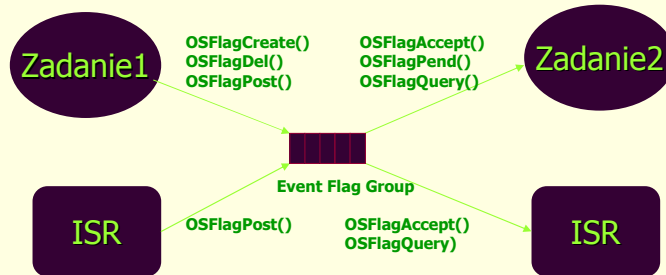 Zadanie1
OSFlagCreate()
OSFlagDel()
OSFlagPost()
OSFlagAccept()
OSFlagPend()
OSFlagQuery()
Zadanie2
Event Flag Group
ISR
OSFlagPost()
OSFlagAccept()
OSFlagQuery)
ISR